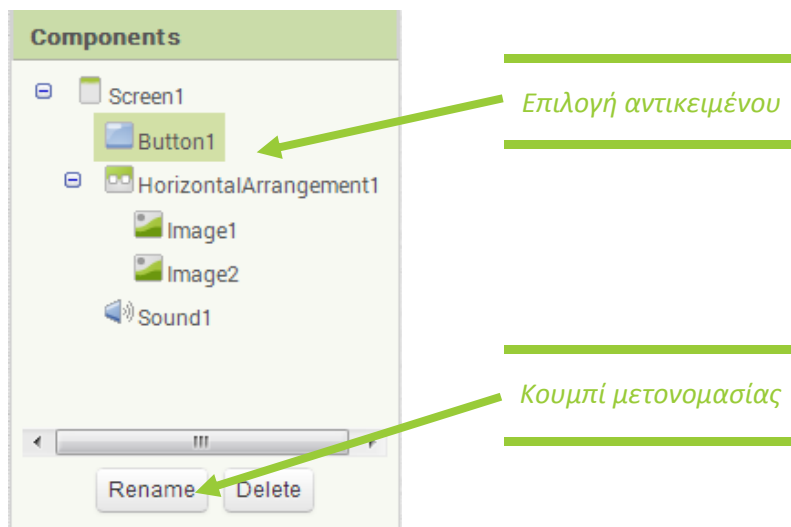 Components
Screen1
Button1
HorizontalArrangement1
Image1
Image2
Sound1
Rename
Delete
Επιλογή αντικειμένου
Κουμπί μετονομασίας